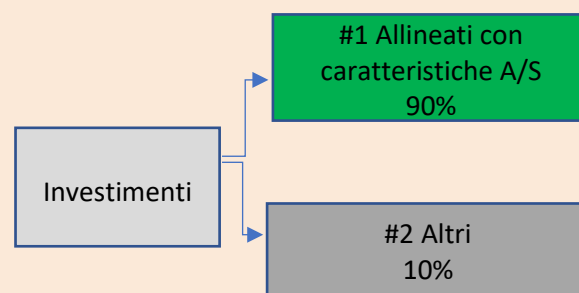 #1 Allineati con
caratteristiche A/S
90%
Investimenti
#2 Altri
10%